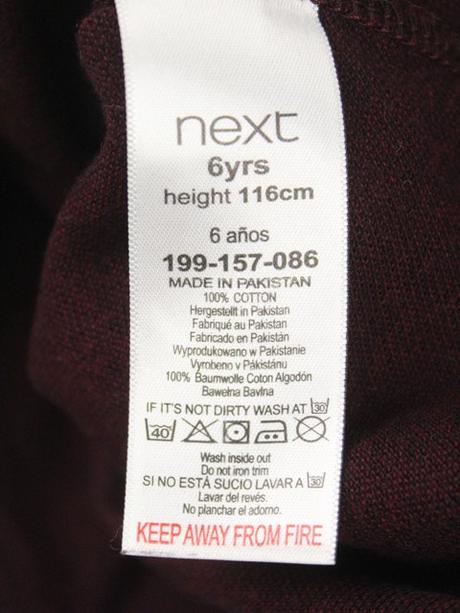 next
6yrs
height 116cm
6 años
199-157-086
MADE IN PAKISTAN
100% COTTON
Hergestellt in Pakistan
Fabriqué au Pakistan
Fabricado en Pakistán
Wyprodukowano w Pakistanie
Vyrobeno v Pákistánu
100% Baumwolle Coton Algodón
Bawełna Bavlna
IF IT'S NOT DIRTY WASH AT 30
40
Wash inside out
Do not iron trim
SI NO ESTÁ SUCIO LAVAR A 30
Lavar del revés.
No planchar el adorno.
KEEP AWAY FROM FIRE